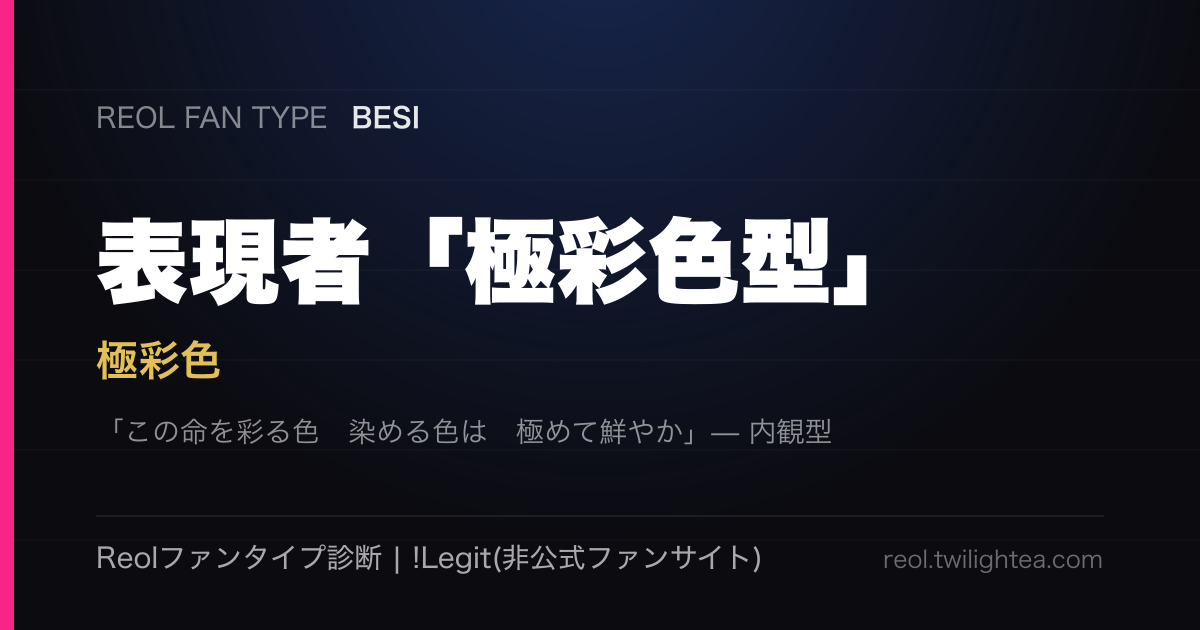 REOL FAN TYPE BESI
表現者「極彩色型」
極彩色
「この命を彩る色　染める色は　極めて鮮やか」— 内観型
Reolファンタイプ診断 | !Legit(非公式ファンサイト)
reol.twilightea.com